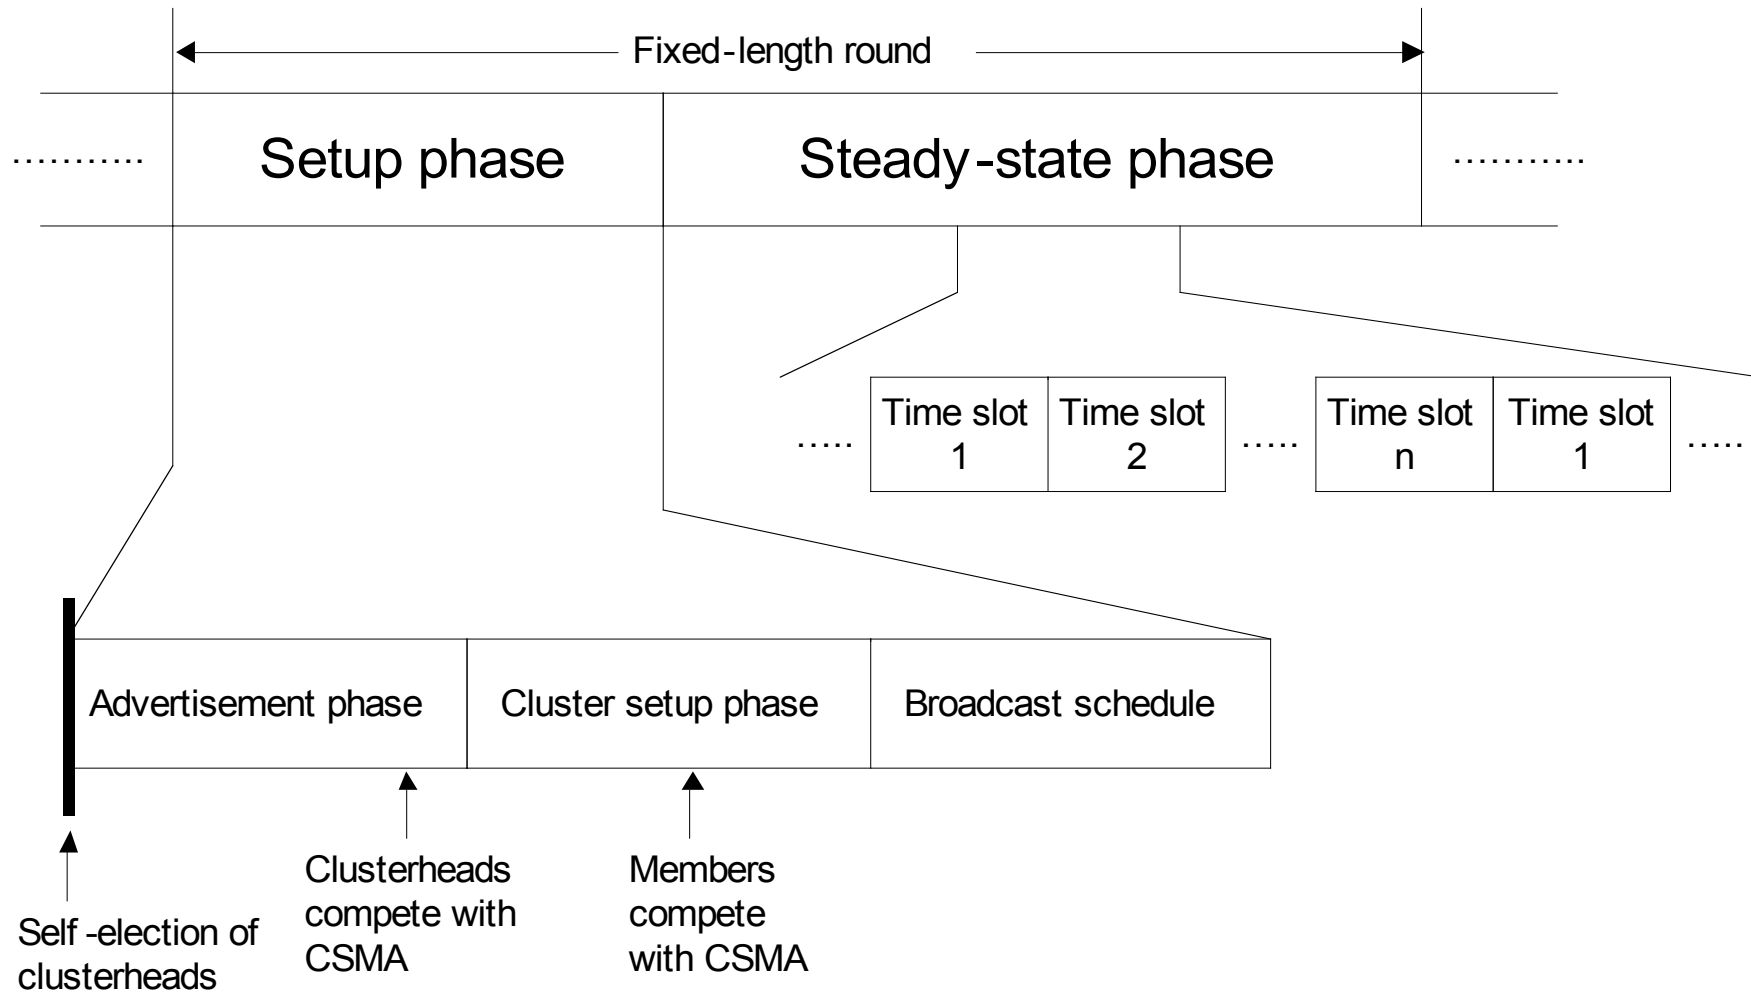 Fixed-length round
........... Setup phase Steady-state phase ...........
Time slot Time slot Time slot Time slot
..... 1 2 ..... n 1 .....
Advertisement phase Cluster setup phase Broadcast schedule
Self-election of
clusterheads
Clusterheads
compete with
CSMA
Members
compete
with CSMA